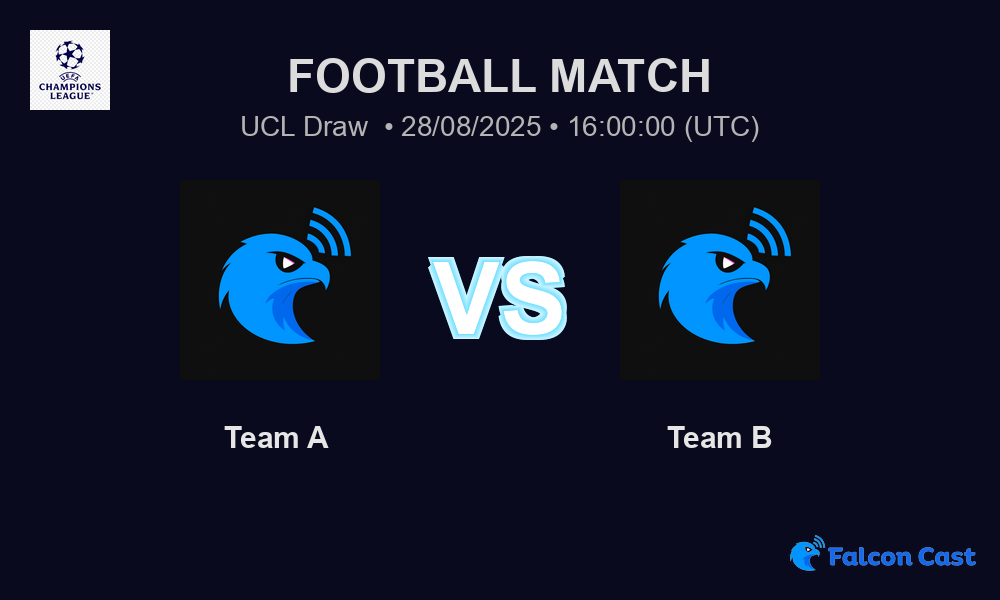 UEFA
CHAMPIONS
LEAGUE
FOOTBALL MATCH
UCL Draw • 28/08/2025 • 16:00:00 (UTC)
VS
Team A
Team B
Falcon Cast